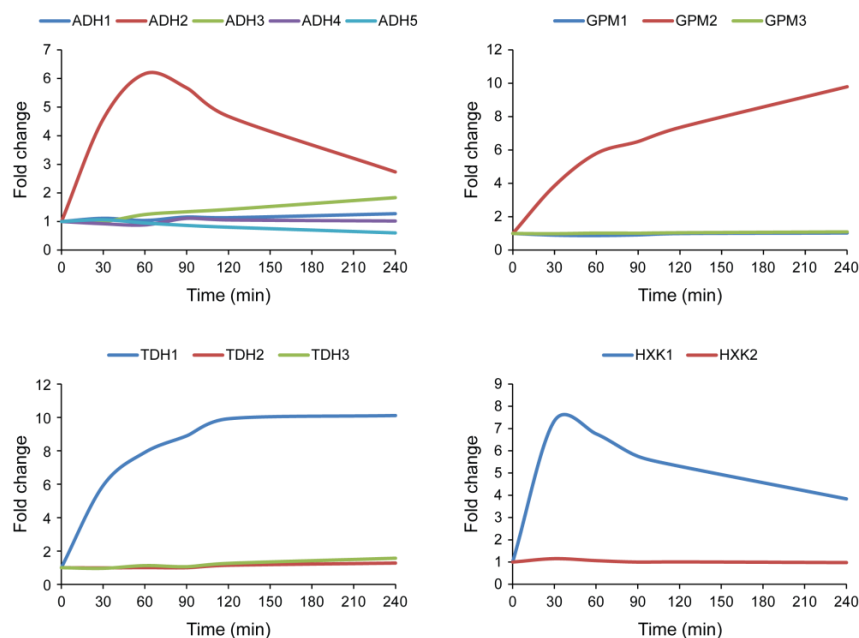 ADH1 ADH2 ADH3 ADH4 ADH5
Fold change
7
6
5
4
3
2
1
0
0 30 60 90 120 150 180 210 240
Time (min)
GPM1 GPM2 GPM3
Fold change
12
10
8
6
4
2
0
0 30 60 90 120 150 180 210 240
Time (min)
TDH1 TDH2 TDH3
Fold change
12
10
8
6
4
2
0
0 30 60 90 120 150 180 210 240
Time (min)
HXK1 HXK2
Fold change
9
8
7
6
5
4
3
2
1
0
0 30 60 90 120 150 180 210 240
Time (min)